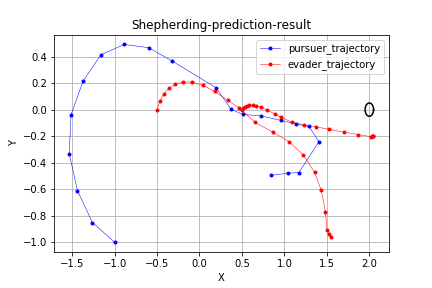 Shepherding-prediction-result
pursuer_trajectory
evader_trajectory
Y
0.4
0.2
0.0
−0.2
−0.4
−0.6
−0.8
−1.0
−1.5 −1.0 −0.5 0.0 0.5 1.0 1.5 2.0
X